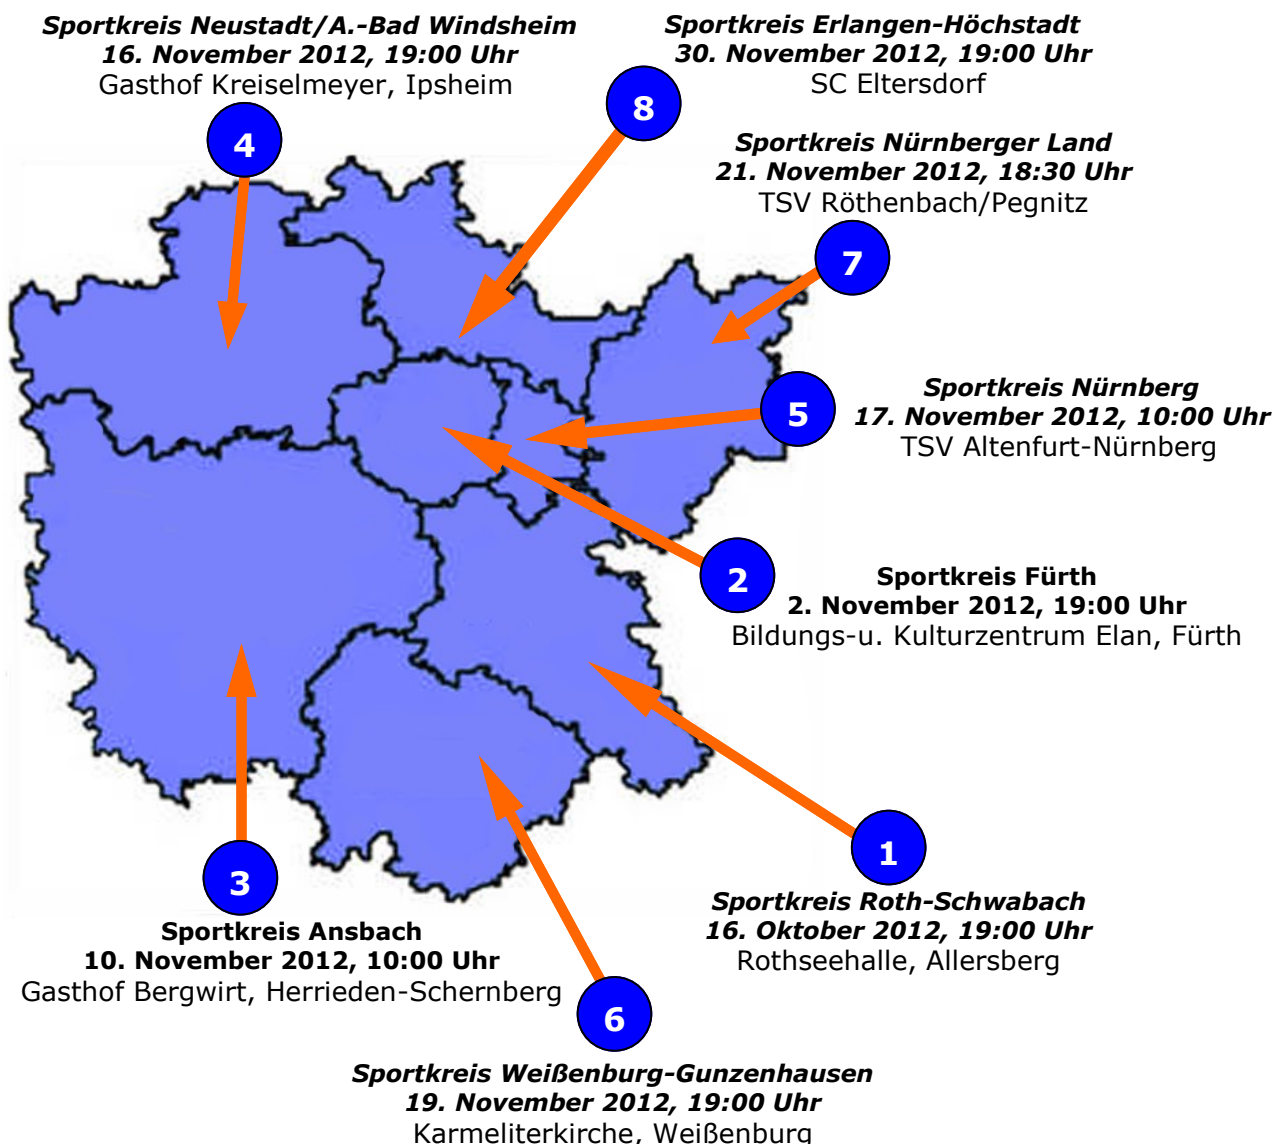 Sportkreis Neustadt/A.-Bad Windsheim
16. November 2012, 19:00 Uhr
Gasthof Kreiselmeyer, Ipsheim
4
Sportkreis Erlangen-Höchstadt
30. November 2012, 19:00 Uhr
SC Eltersdorf
8
Sportkreis Nürnberger Land
21. November 2012, 18:30 Uhr
TSV Röthenbach/Pegnitz
7
5
Sportkreis Nürnberg
17. November 2012, 10:00 Uhr
TSV Altenfurt-Nürnberg
2
Sportkreis Fürth
2. November 2012, 19:00 Uhr
Bildungs-u. Kulturzentrum Elan, Fürth
1
Sportkreis Roth-Schwabach
16. Oktober 2012, 19:00 Uhr
Rothseehalle, Allersberg
3
Sportkreis Ansbach
10. November 2012, 10:00 Uhr
Gasthof Bergwirt, Herrieden-Schernberg
6
Sportkreis Weißenburg-Gunzenhausen
19. November 2012, 19:00 Uhr
Karmeliterkirche, Weißenburg